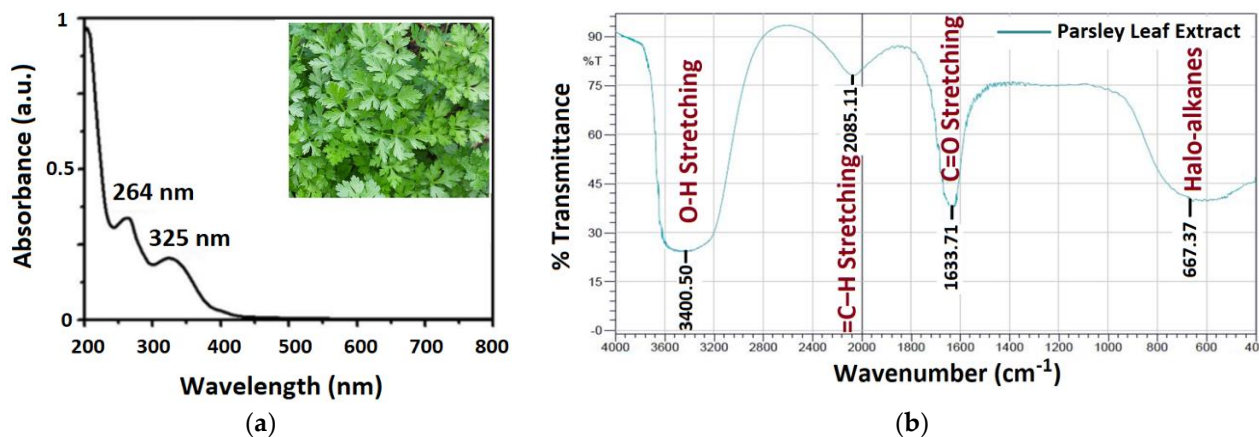 1
0.5
0
Absorbance (a.u.)
264 nm
325 nm
200 300 400 500 600 700 800
Wavelength (nm)
(a)
Parsley Leaf Extract
90
%T
75
60
45
30
15
-0
% Transmittance
O-H Stretching
3400.50
=C–H Stretching
2085.11
C=O Stretching
1633.71
Halo-alkanes
667.37
4000 3600 3200 2800 2400 2000 1800 1600 1400 1200 1000 800 600 400
Wavenumber (cm⁻¹)
(b)